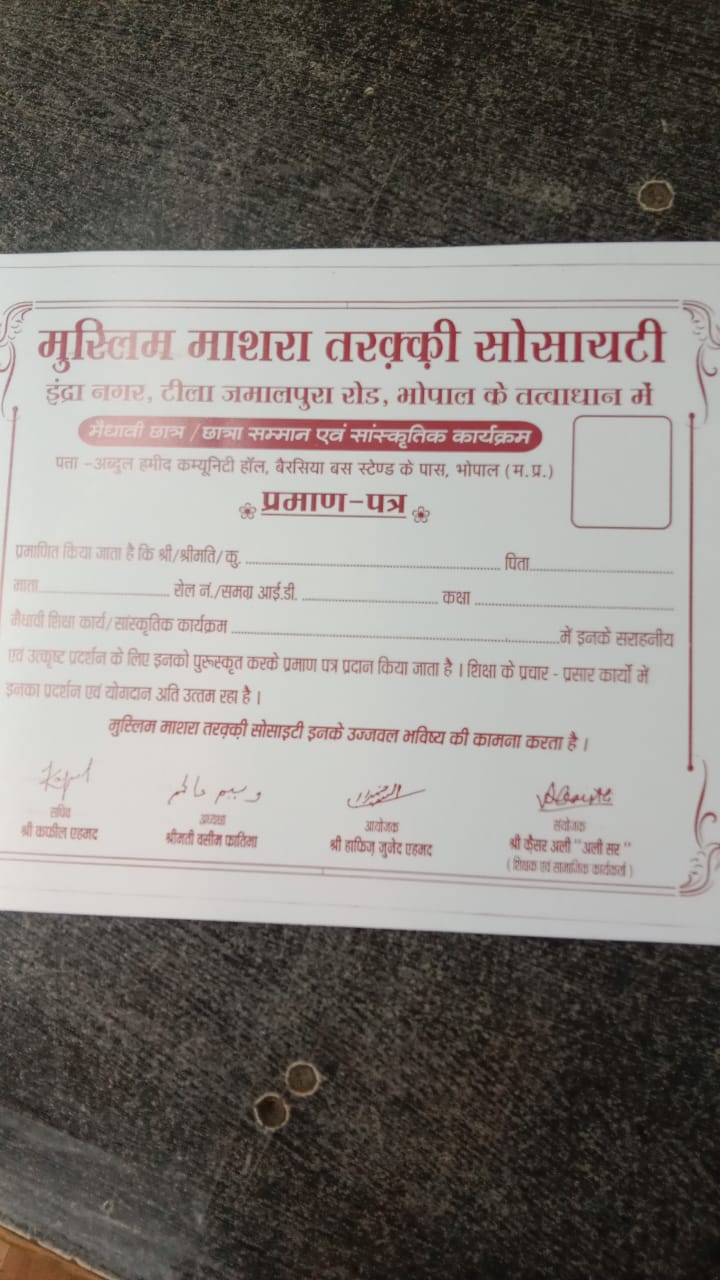 मुस्लिम माशरा तरक़्क़ी सोसायटी
इंद्रा नगर, टीला जमालपुरा रोड, भोपाल के तत्वाधान में
मैधावी छात्र / छात्रा सम्मान एवं सांस्कृतिक कार्यक्रम
पता -अब्दुल हमीद कम्यूनिटी हॉल, बैरसिया बस स्टेण्ड के पास, भोपाल (म.प्र.)
प्रमाण-पत्र
प्रमाणित किया जाता है कि श्री/श्रीमति/कु. ........................ पिता........................
माता........................ रोल नं./समग्र आई.डी. ........................ कक्षा ........................
मैधावी शिक्षा कार्य/सांस्कृतिक कार्यक्रम ........................में इनके सराहनीय
एवं उत्कृष्ट प्रदर्शन के लिए इनको पुरूस्कृत करके प्रमाण पत्र प्रदान किया जाता है । शिक्षा के प्रचार - प्रसार कार्यो में
इनका प्रदर्शन एवं योगदान अति उत्तम रहा है ।
मुस्लिम माशरा तरक़्क़ी सोसाइटी इनके उज्जवल भविष्य की कामना करता है ।
सचिव अध्यक्ष आयोजक संयोजक
श्री कफील एहमद श्रीमती वसीम फातिमा श्री हाफिज़ जुनेद एहमद श्री क़ैसर अली "अली सर"
(शिक्षक एवं सामाजिक कार्यकर्ता)